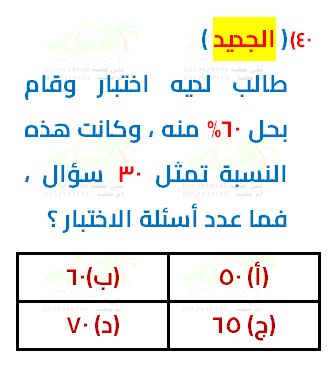 ٤٠)( الجديد )
طالب لديه اختبار وقام
بحل ٦٠% منه ، وكانت هذه
النسبة تمثل ٣٠ سؤال ،
فما عدد أسئلة الاختبار ؟
(أ) ٥٠ (ب) ٦٠
(ج) ٦٥ (د) ٧٠